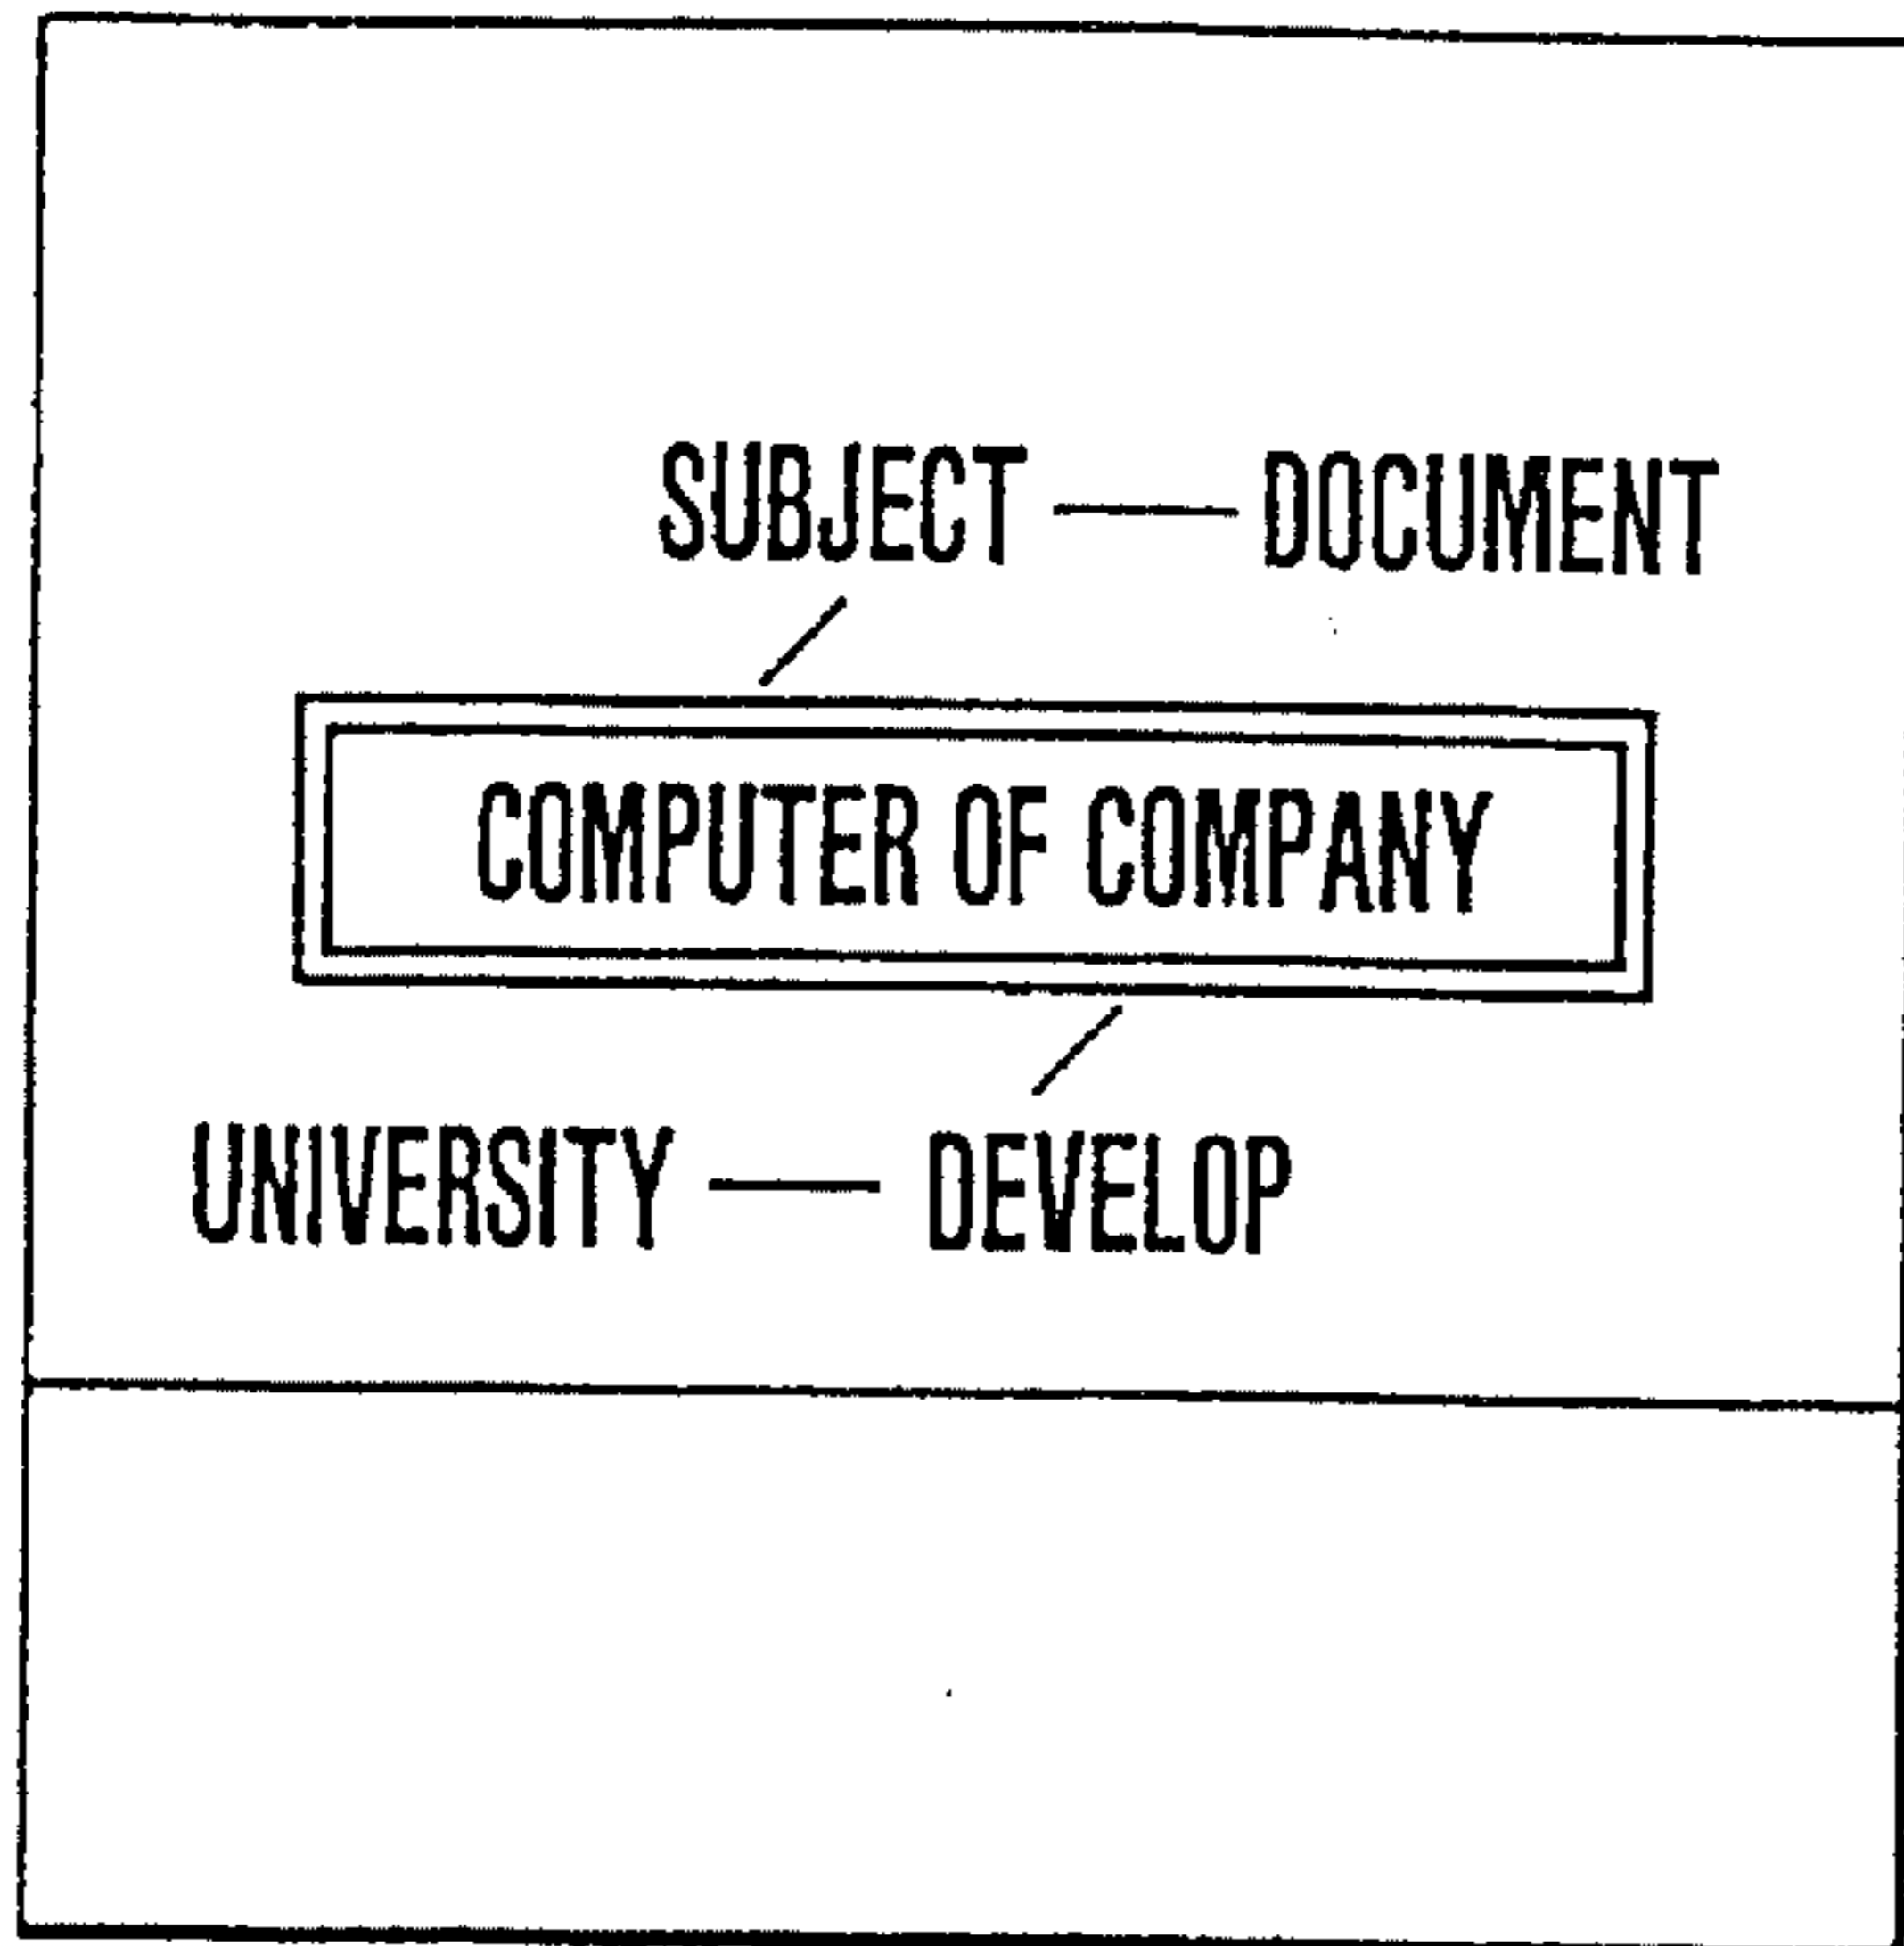 SUBJECT — DOCUMENT
COMPUTER OF COMPANY
UNIVERSITY — DEVELOP